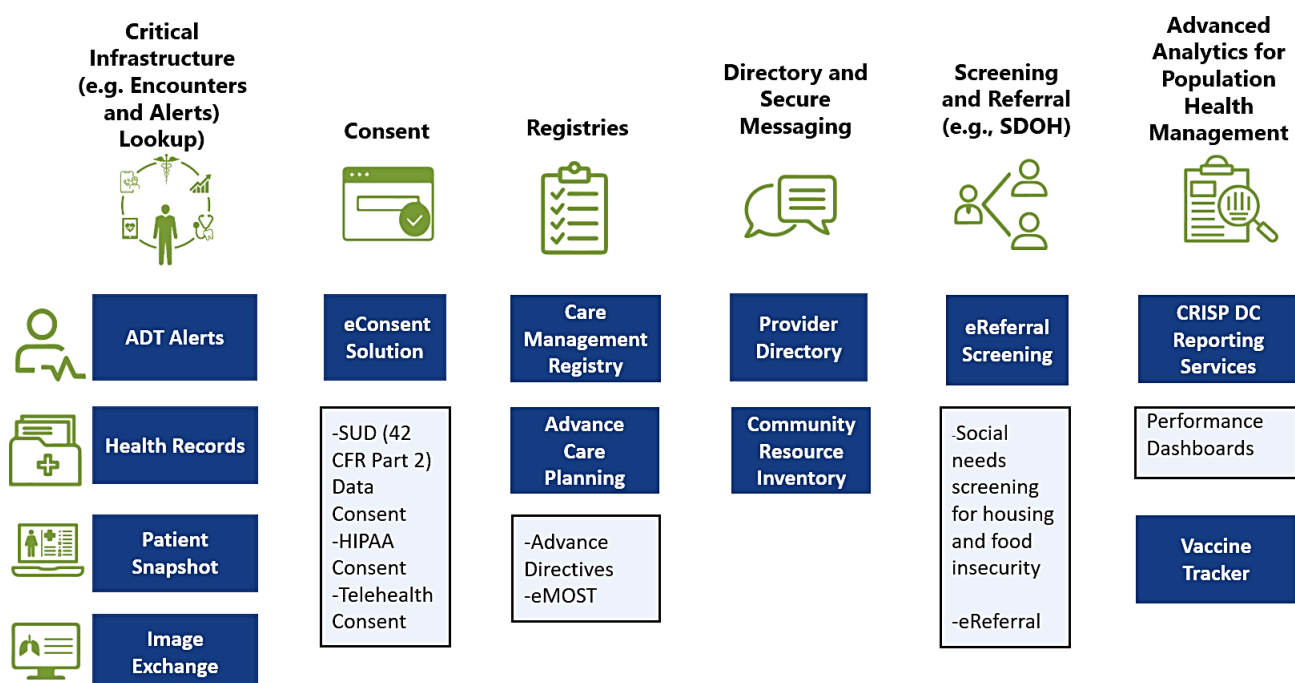 Critical
Infrastructure
(e.g. Encounters
and Alerts)
Lookup)
Consent
Registries
Directory and
Secure
Messaging
Screening
and Referral
(e.g., SDOH)
Advanced
Analytics for
Population
Health
Management
ADT Alerts
Health Records
Patient
Snapshot
Image
Exchange
eConsent
Solution
-SUD (42
CFR Part 2)
Data
Consent
-HIPAA
Consent
-Telehealth
Consent
Care
Management
Registry
Advance
Care
Planning
-Advance
Directives
-eMOST
Provider
Directory
Community
Resource
Inventory
eReferral
Screening
-Social
needs
screening
for housing
and food
insecurity
-eReferral
CRISP DC
Reporting
Services
Performance
Dashboards
Vaccine
Tracker